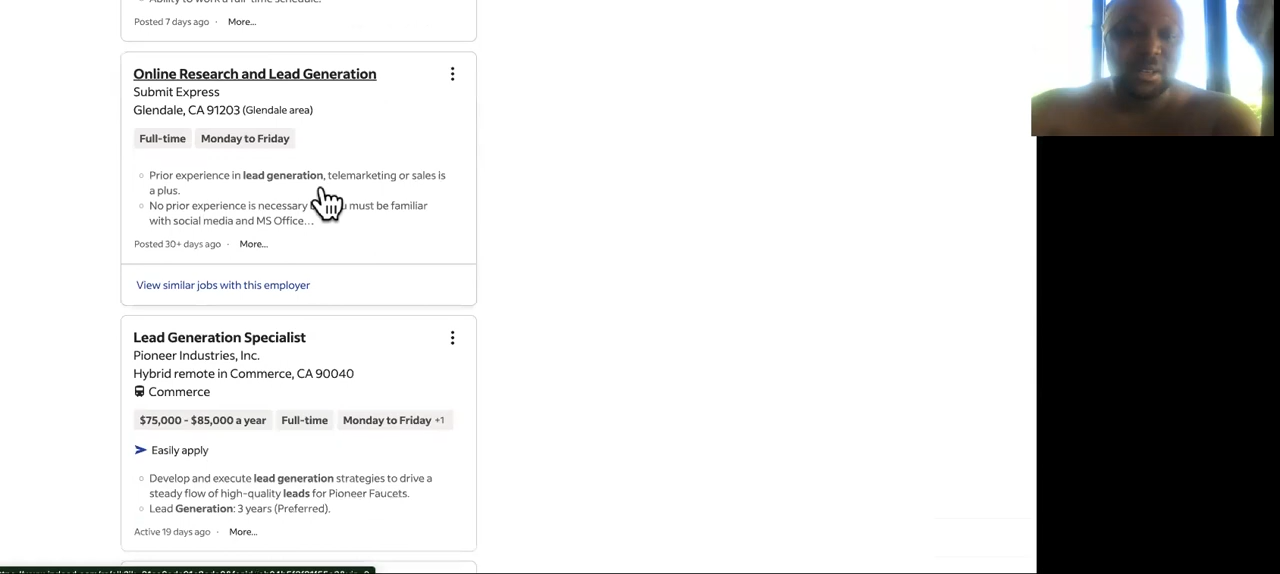 Posted 7 days ago · More...
Online Research and Lead Generation
Submit Express
Glendale, CA 91203 (Glendale area)
Full-time Monday to Friday
Prior experience in lead generation, telemarketing or sales is
a plus.
No prior experience is necessary must be familiar
with social media and MS Office...
Posted 30+ days ago · More...
View similar jobs with this employer
Lead Generation Specialist
Pioneer Industries, Inc.
Hybrid remote in Commerce, CA 90040
Commerce
$75,000 - $85,000 a year Full-time Monday to Friday +1
Easily apply
Develop and execute lead generation strategies to drive a
steady flow of high-quality leads for Pioneer Faucets.
Lead Generation: 3 years (Preferred).
Active 19 days ago · More...